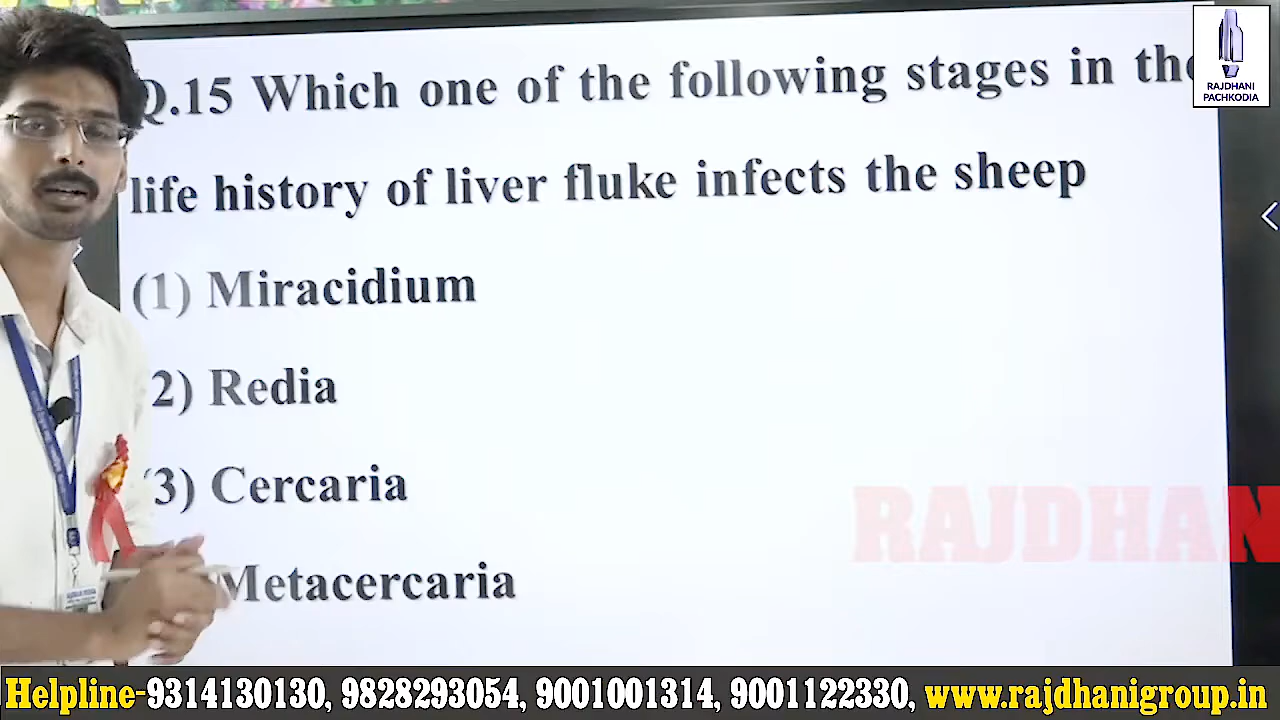 RAJDHANI
PACHKODIA
Q.15 Which one of the following stages in the
life history of liver fluke infects the sheep
(1) Miracidium
2) Redia
(3) Cercaria
Metacercaria
RAJDHAN
Helpline-9314130130, 9828293054, 9001001314, 9001122330, www.rajdhanigroup.in